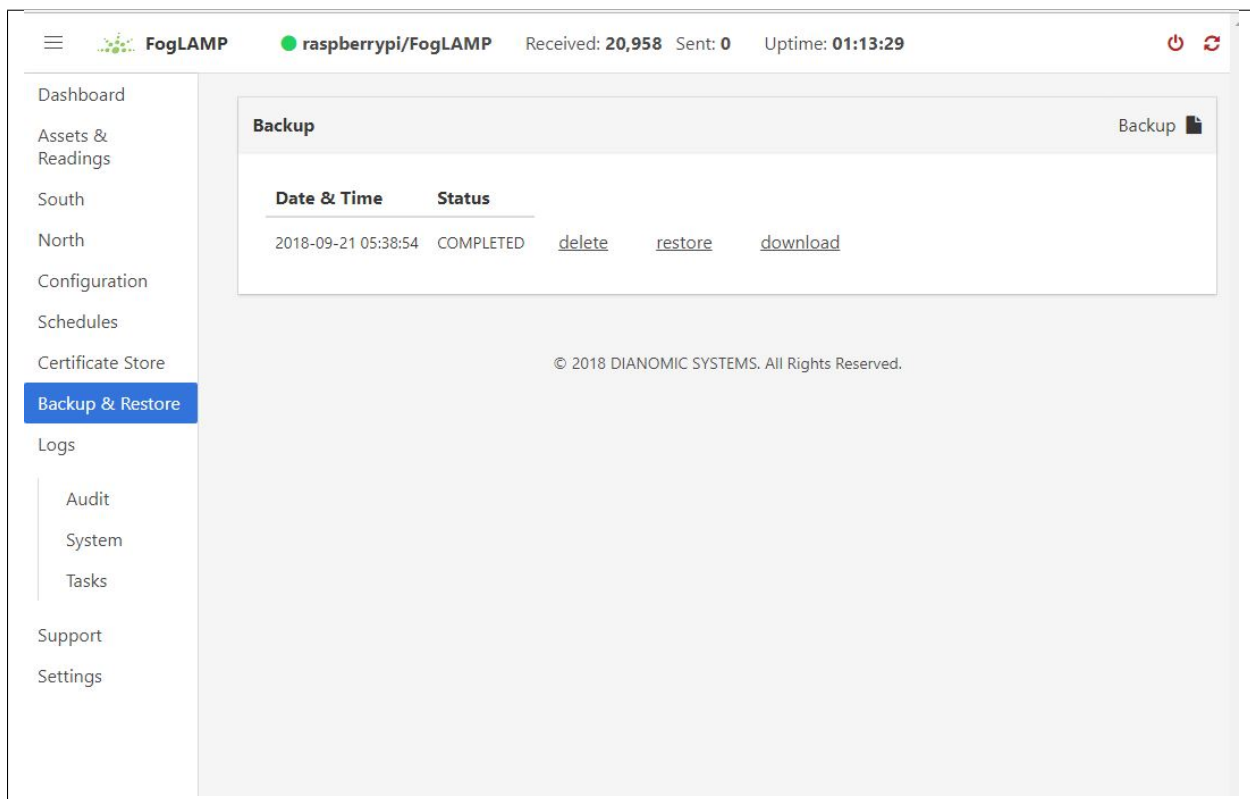 FogLAMP raspberrypi/FogLAMP Received: 20,958 Sent: 0 Uptime: 01:13:29
Dashboard
Assets &
Readings
South
North
Configuration
Schedules
Certificate Store
Backup & Restore
Logs
Audit
System
Tasks
Support
Settings
Backup Backup
Date & Time Status
2018-09-21 05:38:54 COMPLETED delete restore download
© 2018 DIANOMIC SYSTEMS. All Rights Reserved.